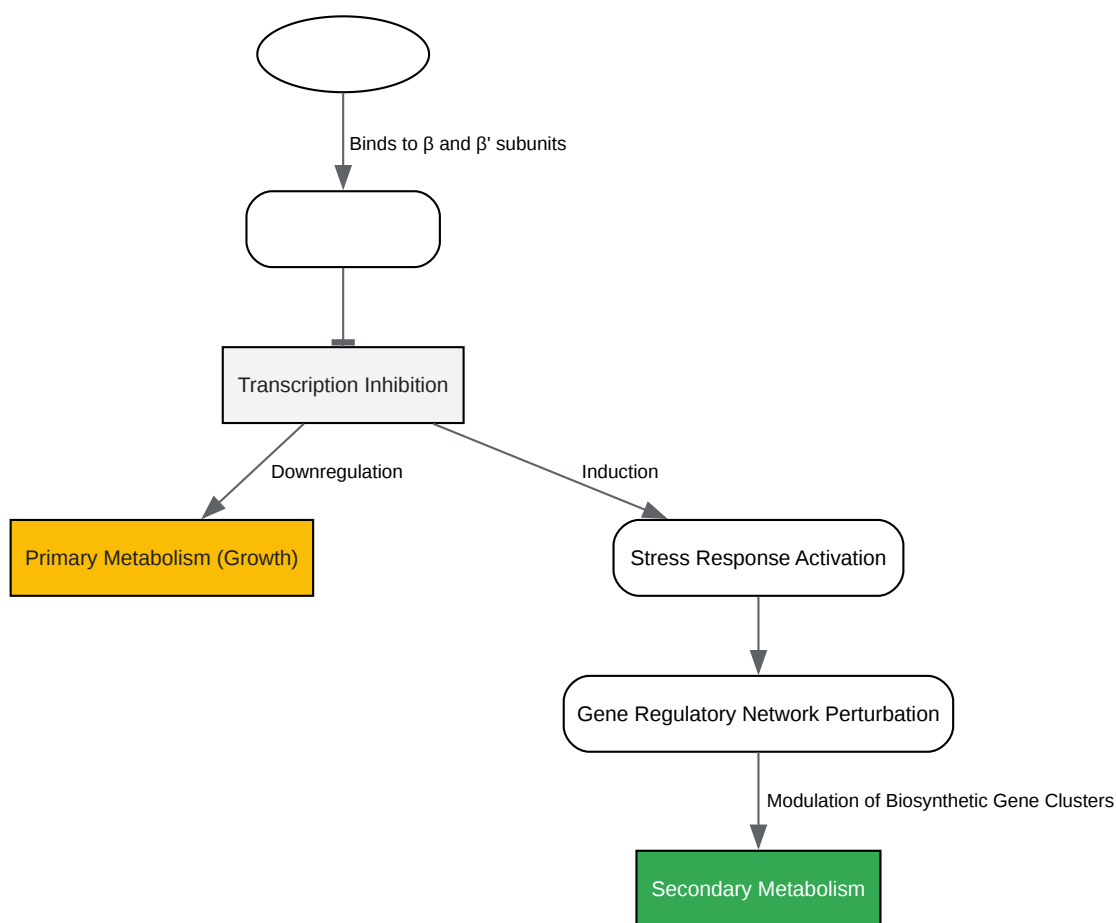 Binds to β and β' subunits
Transcription Inhibition
Downregulation
Induction
Primary Metabolism (Growth)
Stress Response Activation
Gene Regulatory Network Perturbation
Modulation of Biosynthetic Gene Clusters
Secondary Metabolism